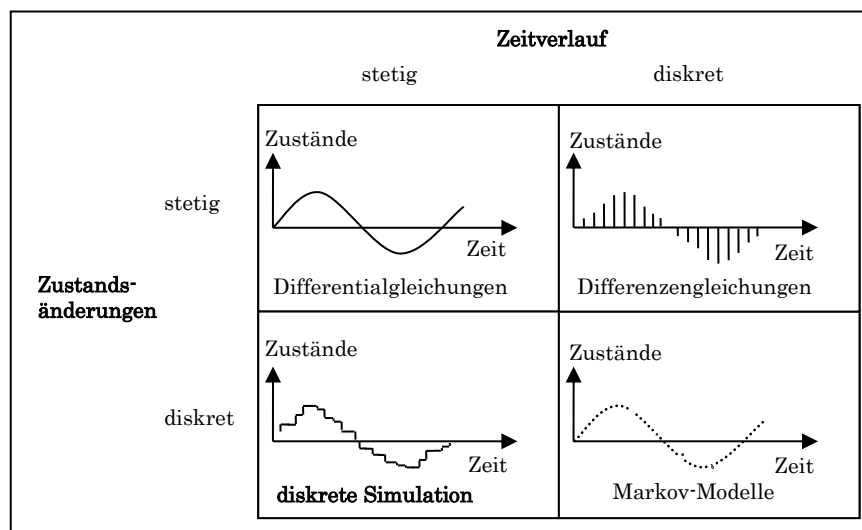 Zeitverlauf
stetig
diskret
Zustände
Zustände
stetig
Zeit
Zeit
Zustands-
änderungen
Differentialgleichungen
Differenzengleichungen
Zustände
Zustände
diskret
Zeit
Zeit
diskrete Simulation
Markov-Modelle